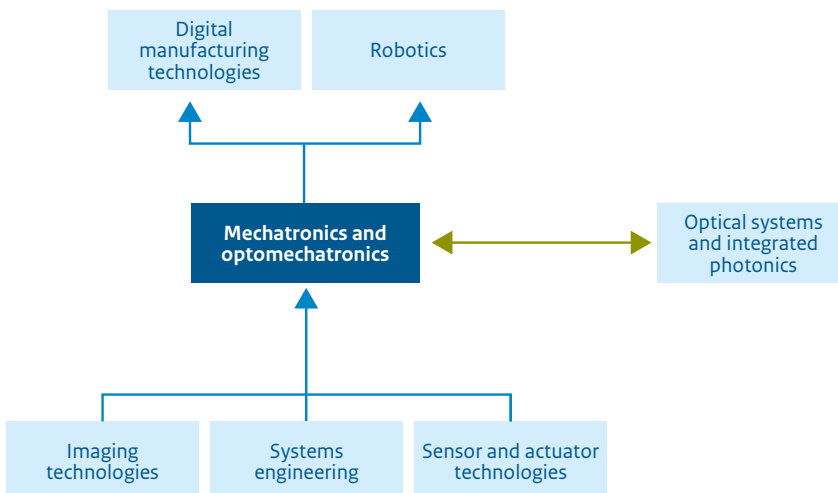 Digital
manufacturing
technologies
Robotics
Mechatronics and
optomechatronics
Optical systems
and integrated
photonics
Imaging
technologies
Systems
engineering
Sensor and actuator
technologies